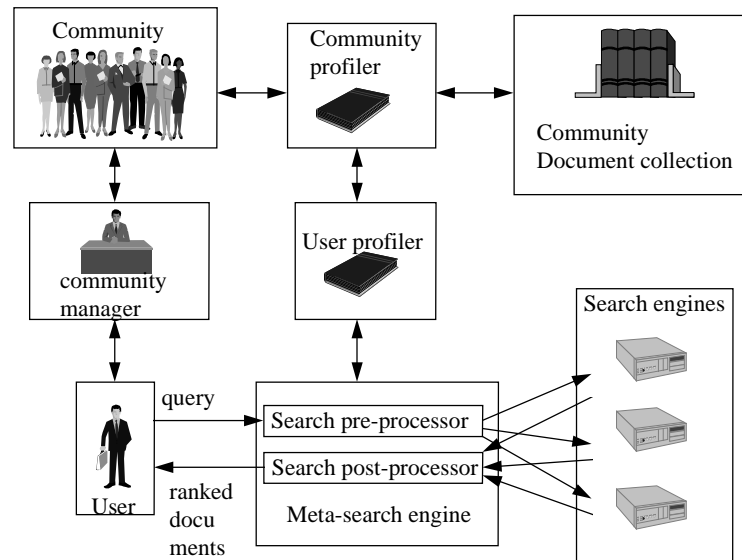 Community
Community
profiler
Community
Document collection
community
manager
User profiler
Search engines
query
Search pre-processor
Search post-processor
User
ranked
docu
ments
Meta-search engine